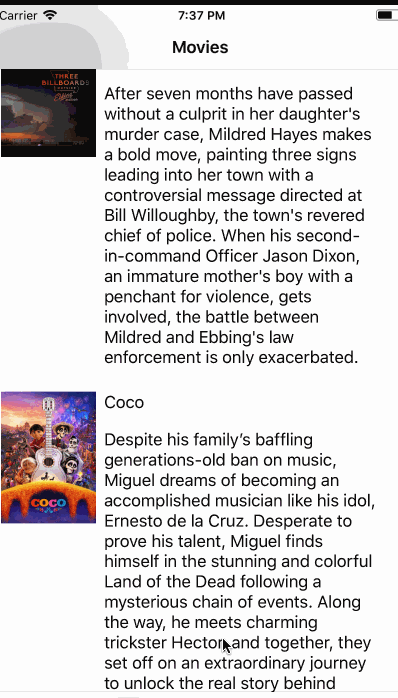 Carrier
7:37 PM
Movies
THREE
BILLBOARDS
OUTSIDE
After seven months have passed
without a culprit in her daughter's
murder case, Mildred Hayes makes
a bold move, painting three signs
leading into her town with a
controversial message directed at
Bill Willoughby, the town's revered
chief of police. When his second-
in-command Officer Jason Dixon,
an immature mother's boy with a
penchant for violence, gets
involved, the battle between
Mildred and Ebbing's law
enforcement is only exacerbated.
COCO
Coco
Despite his family’s baffling
generations-old ban on music,
Miguel dreams of becoming an
accomplished musician like his idol,
Ernesto de la Cruz. Desperate to
prove his talent, Miguel finds
himself in the stunning and colorful
Land of the Dead following a
mysterious chain of events. Along
the way, he meets charming
trickster Hector, and together, they
set off on an extraordinary journey
to unlock the real story behind